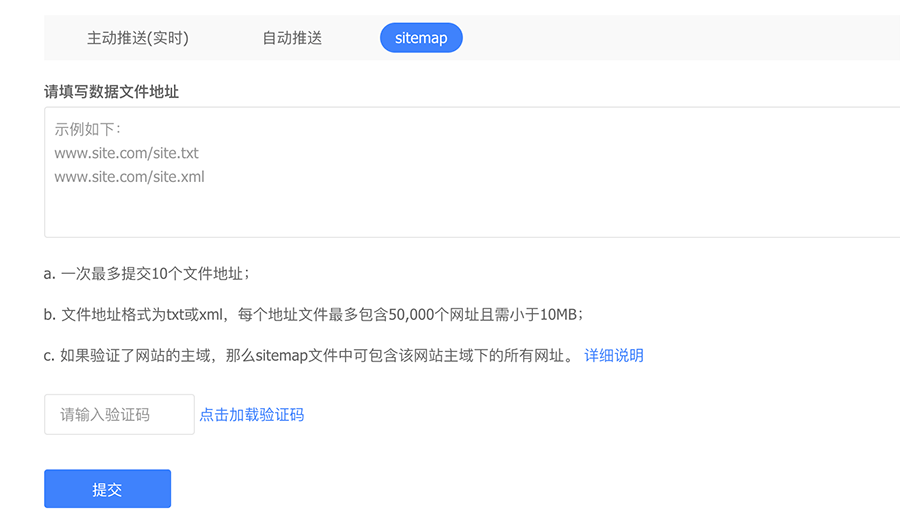 主动推送(实时) 自动推送 sitemap
请填写数据文件地址
示例如下:
www.site.com/site.txt
www.site.com/site.xml
a. 一次最多提交10个文件地址；
b. 文件地址格式为txt或xml，每个地址文件最多包含50,000个网址且需小于10MB；
c. 如果验证了网站的主域，那么sitemap文件中可包含该网站主域下的所有网址。 详细说明
请输入验证码 点击加载验证码
提交